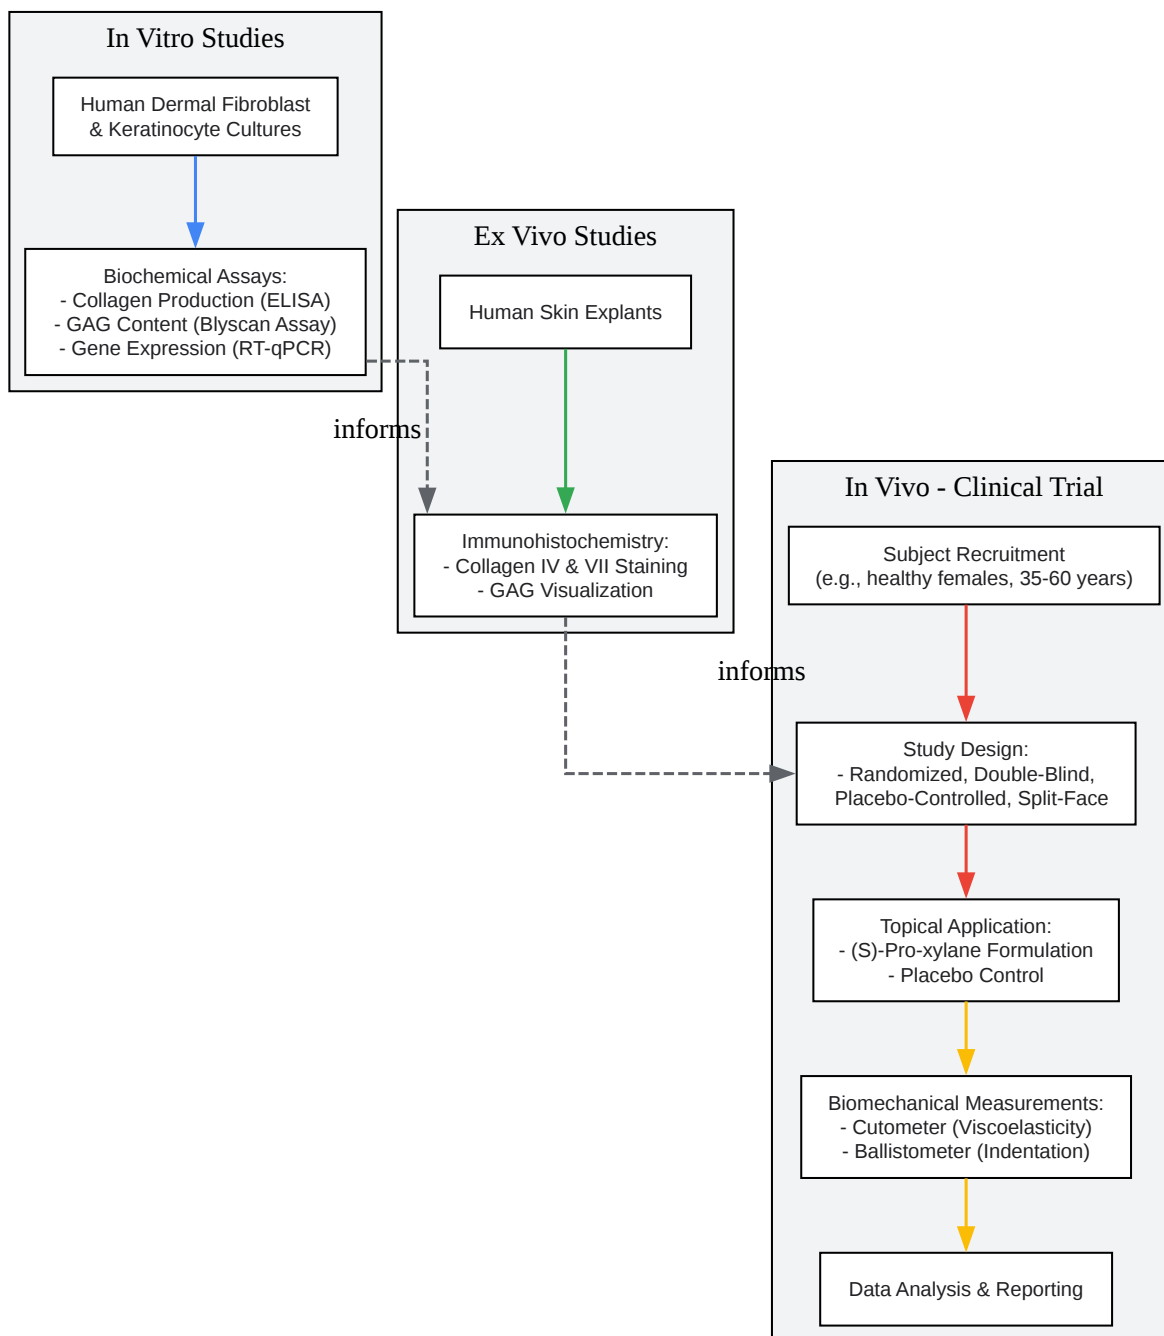 In Vitro Studies
Human Dermal Fibroblast
& Keratinocyte Cultures
Biochemical Assays:
- Collagen Production (ELISA)
- GAG Content (Blyscan Assay)
- Gene Expression (RT-qPCR)
informs
Ex Vivo Studies
Human Skin Explants
Immunohistochemistry:
- Collagen IV & VII Staining
- GAG Visualization
informs
In Vivo - Clinical Trial
Subject Recruitment
(e.g., healthy females, 35-60 years)
Study Design:
- Randomized, Double-Blind,
Placebo-Controlled, Split-Face
Topical Application:
- (S)-Pro-xylane Formulation
- Placebo Control
Biomechanical Measurements:
- Cutometer (Viscoelasticity)
- Ballistometer (Indentation)
Data Analysis & Reporting